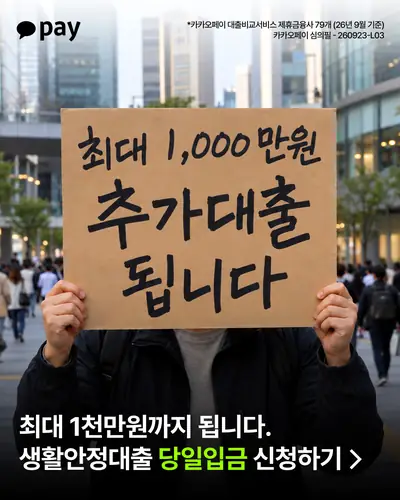 pay
*카카오페이 대출비교서비스 제휴금융사 79개 (26년 9월 기준)
카카오페이 심의필 - 260923-L03
최대 1,000만원
추가대출
됩니다
최대 1천만원까지 됩니다.
생활안정대출 당일입금 신청하기 >